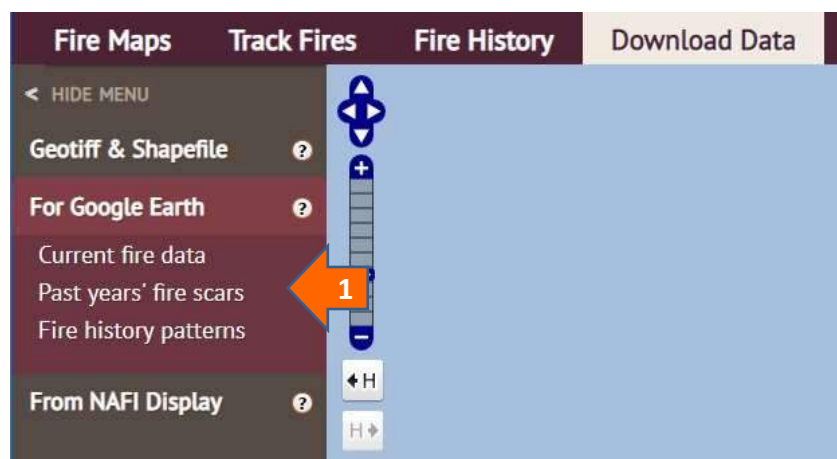 Fire Maps Track Fires Fire History Download Data
< HIDE MENU
Geotiff & Shapefile ?
For Google Earth ?
Current fire data
Past years' fire scars
1
Fire history patterns
From NAFI Display ?
+
−
H
H